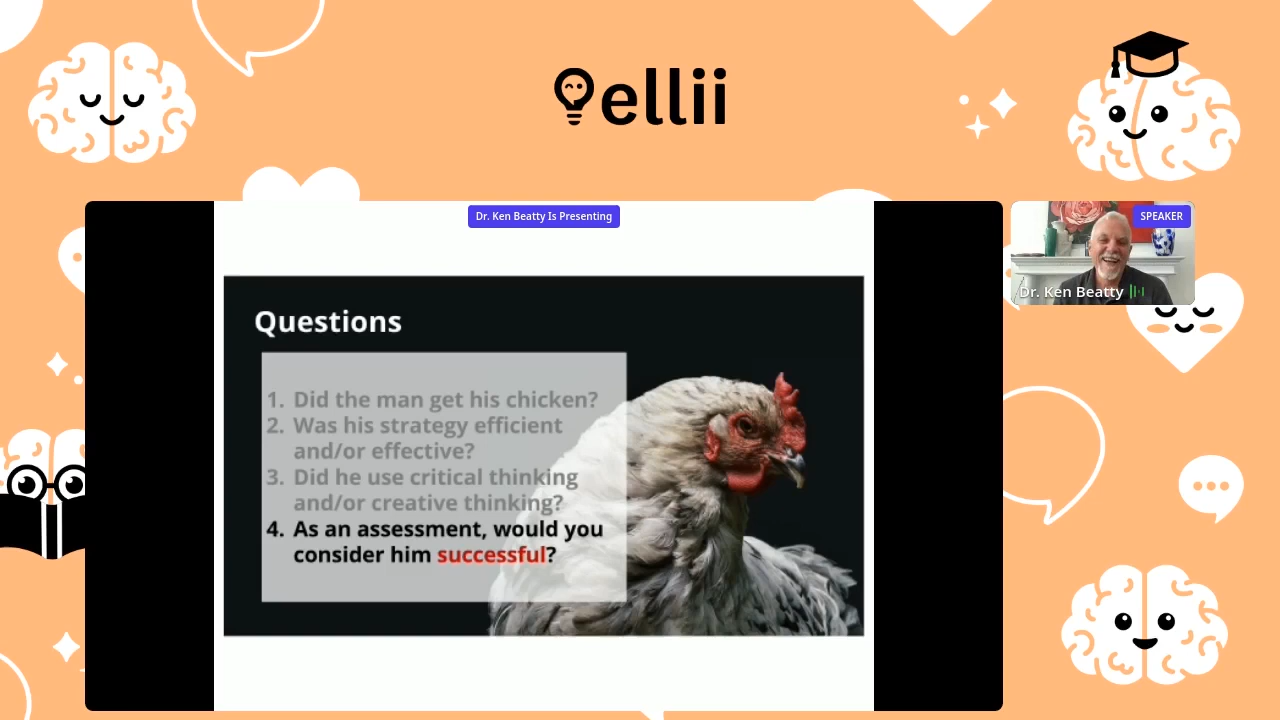 ellii
Dr. Ken Beatty Is Presenting
SPEAKER
Dr. Ken Beatty
Questions
1. Did the man get his chicken?
2. Was his strategy efficient
and/or effective?
3. Did he use critical thinking
and/or creative thinking?
4. As an assessment, would you
consider him successful?